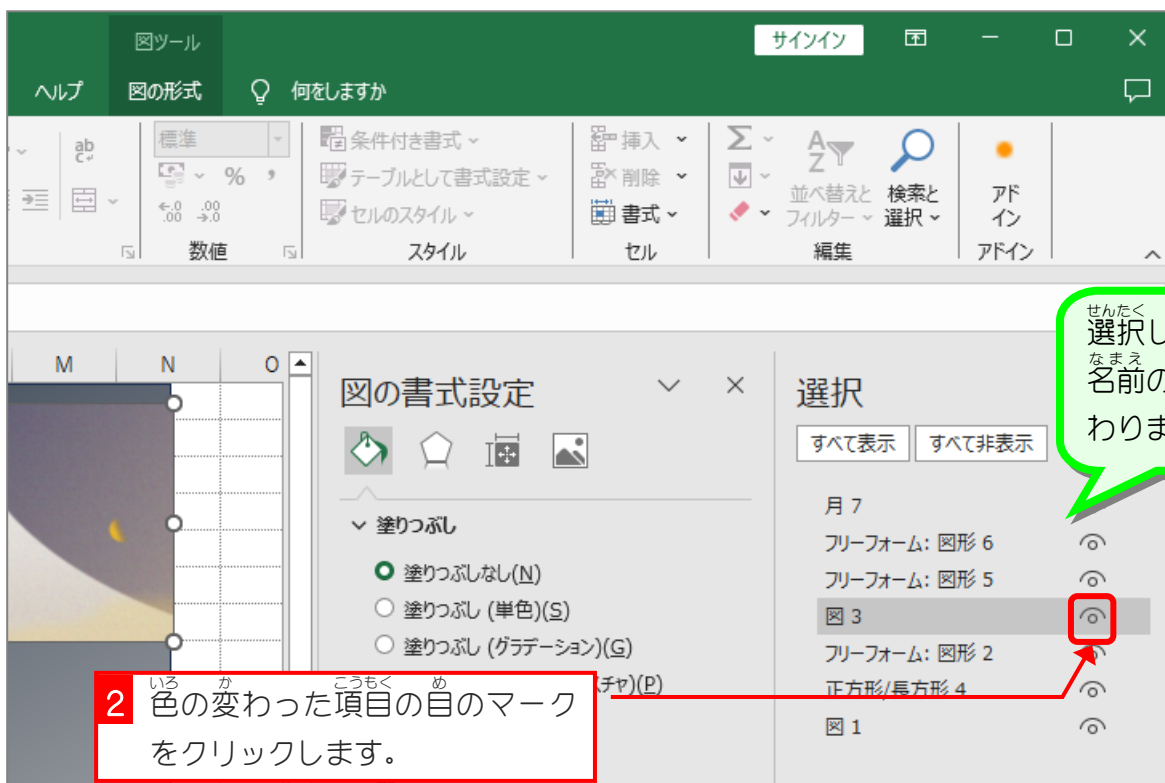 図ツール
サインイン
ヘルプ
図の形式
何をしますか
標準
条件付き書式
挿入
テーブルとして書式設定
削除
セルのスタイル
書式
並べ替えと
フィルター
検索と
選択
アド
イン
数値
スタイル
セル
編集
アドイン
せんたく
選択し
なまえ
名前の
わりま
M N O
図の書式設定
選択
すべて表示 すべて非表示
塗りつぶし
塗りつぶしなし(N)
塗りつぶし (単色)(S)
塗りつぶし (グラデーション)(G)
チャ)(P)
月 7
フリーフォーム: 図形 6
フリーフォーム: 図形 5
図 3
フリーフォーム: 図形 2
正方形/長方形 4
図 1
いろ か こうもく め
2 色の変わった項目の目のマーク
をクリックします。